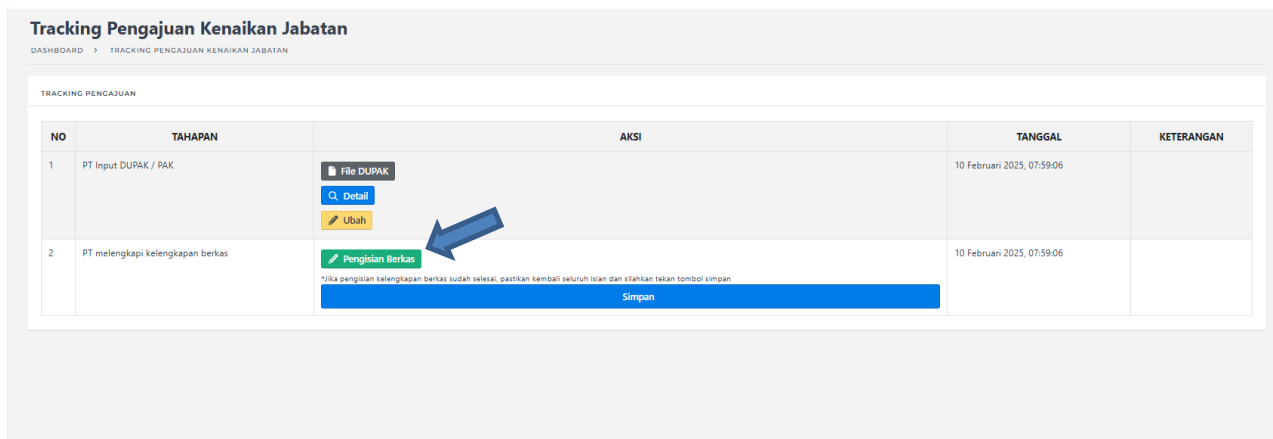 Tracking Pengajuan Kenaikan Jabatan
DASHBOARD > TRACKING PENGAJUAN KENAIKAN JABATAN
TRACKING PENGAJUAN
NO TAHAPAN AKSI TANGGAL KETERANGAN
1 PT Input DUPAK / PAK File DUPAK 10 Februari 2025, 07:59:06
Detail
Ubah
2 PT melengkapi kelengkapan berkas Pengisian Berkas 10 Februari 2025, 07:59:06
*Jika pengisian kelengkapan berkas sudah selesai, pastikan kembali seluruh isian dan silahkan tekan tombol simpan
Simpan